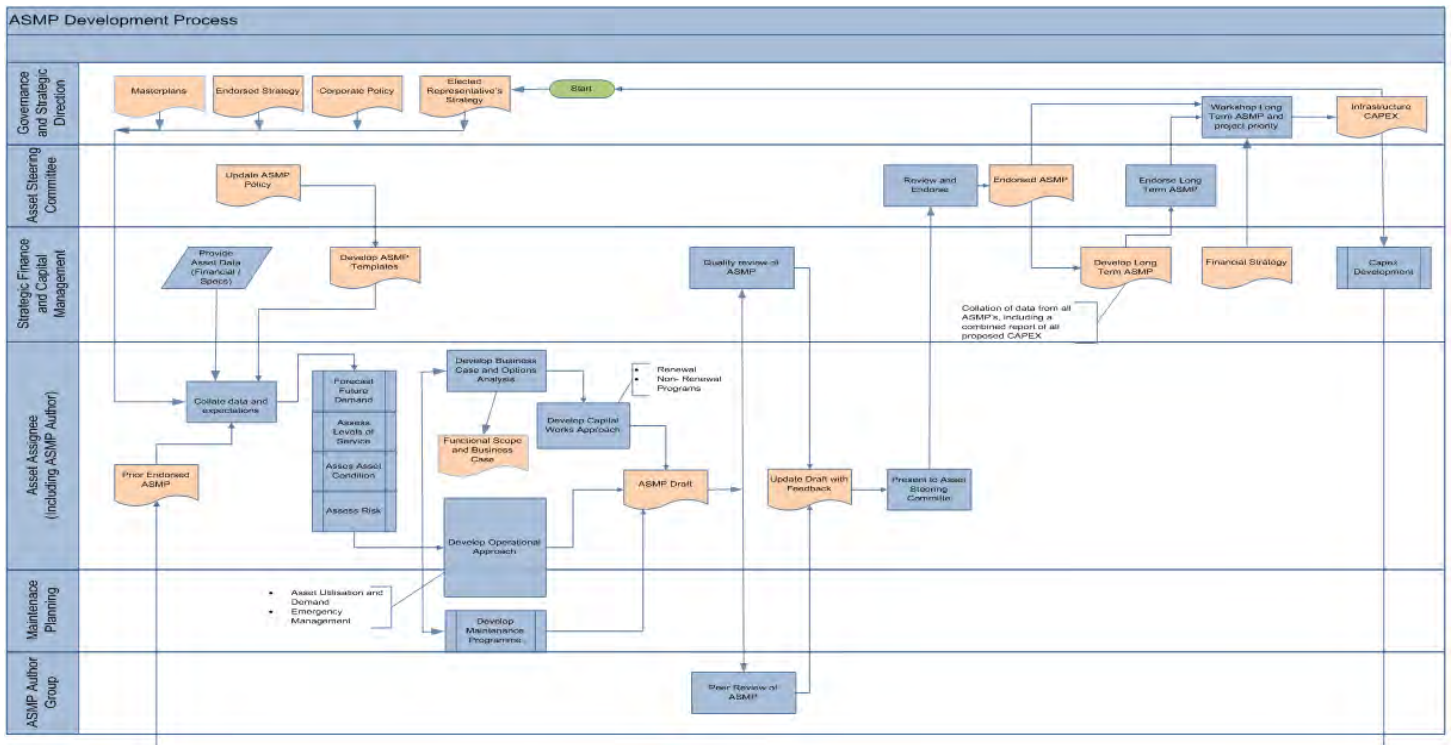 ASMP Development Process
Governance
and Strategic
Direction
Masterplans
Endorsed Strategy
Corporate Policy
Elected
Representative's
Strategy
Start
Workshop Long
Term ASMP and
project priority
Infrastructure
CAPEX
Asset Steering
Committee
Update ASMP
Policy
Review and
Endorse
Endorsed ASMP
Endorse Long
Term ASMP
Strategic Finance
and Capital
Management
Provide
Asset Data
(Financial /
Specs)
Develop ASMP
Templates
Quality review of
ASMP
Develop Long
Term ASMP
Financial Strategy
Capex
Development
Collation of data from all
ASMP's, including a
combined report of all
proposed CAPEX
Asset Assignee
(Including ASMP Author)
Collate data and
expectations
Prior Endorsed
ASMP
Forecast
Future
Demand
Assess
Levels of
Service
Asses Asset
Condition
Assess Risk
Develop Business
Case and Options
Analysis
Functional Scope
and Business
Case
• Renewal
• Non- Renewal
Programs
Develop Capital
Works Approach
ASMP Draft
Develop Operational
Approach
Update Draft with
Feedback
Present to Asset
Steering
Committe
Maintenace
Planning
• Asset Utilisation and
Demand
• Emergency
Management
Develop
Maintenance
Programme
ASMP Author
Group
Peer Review of
ASMP